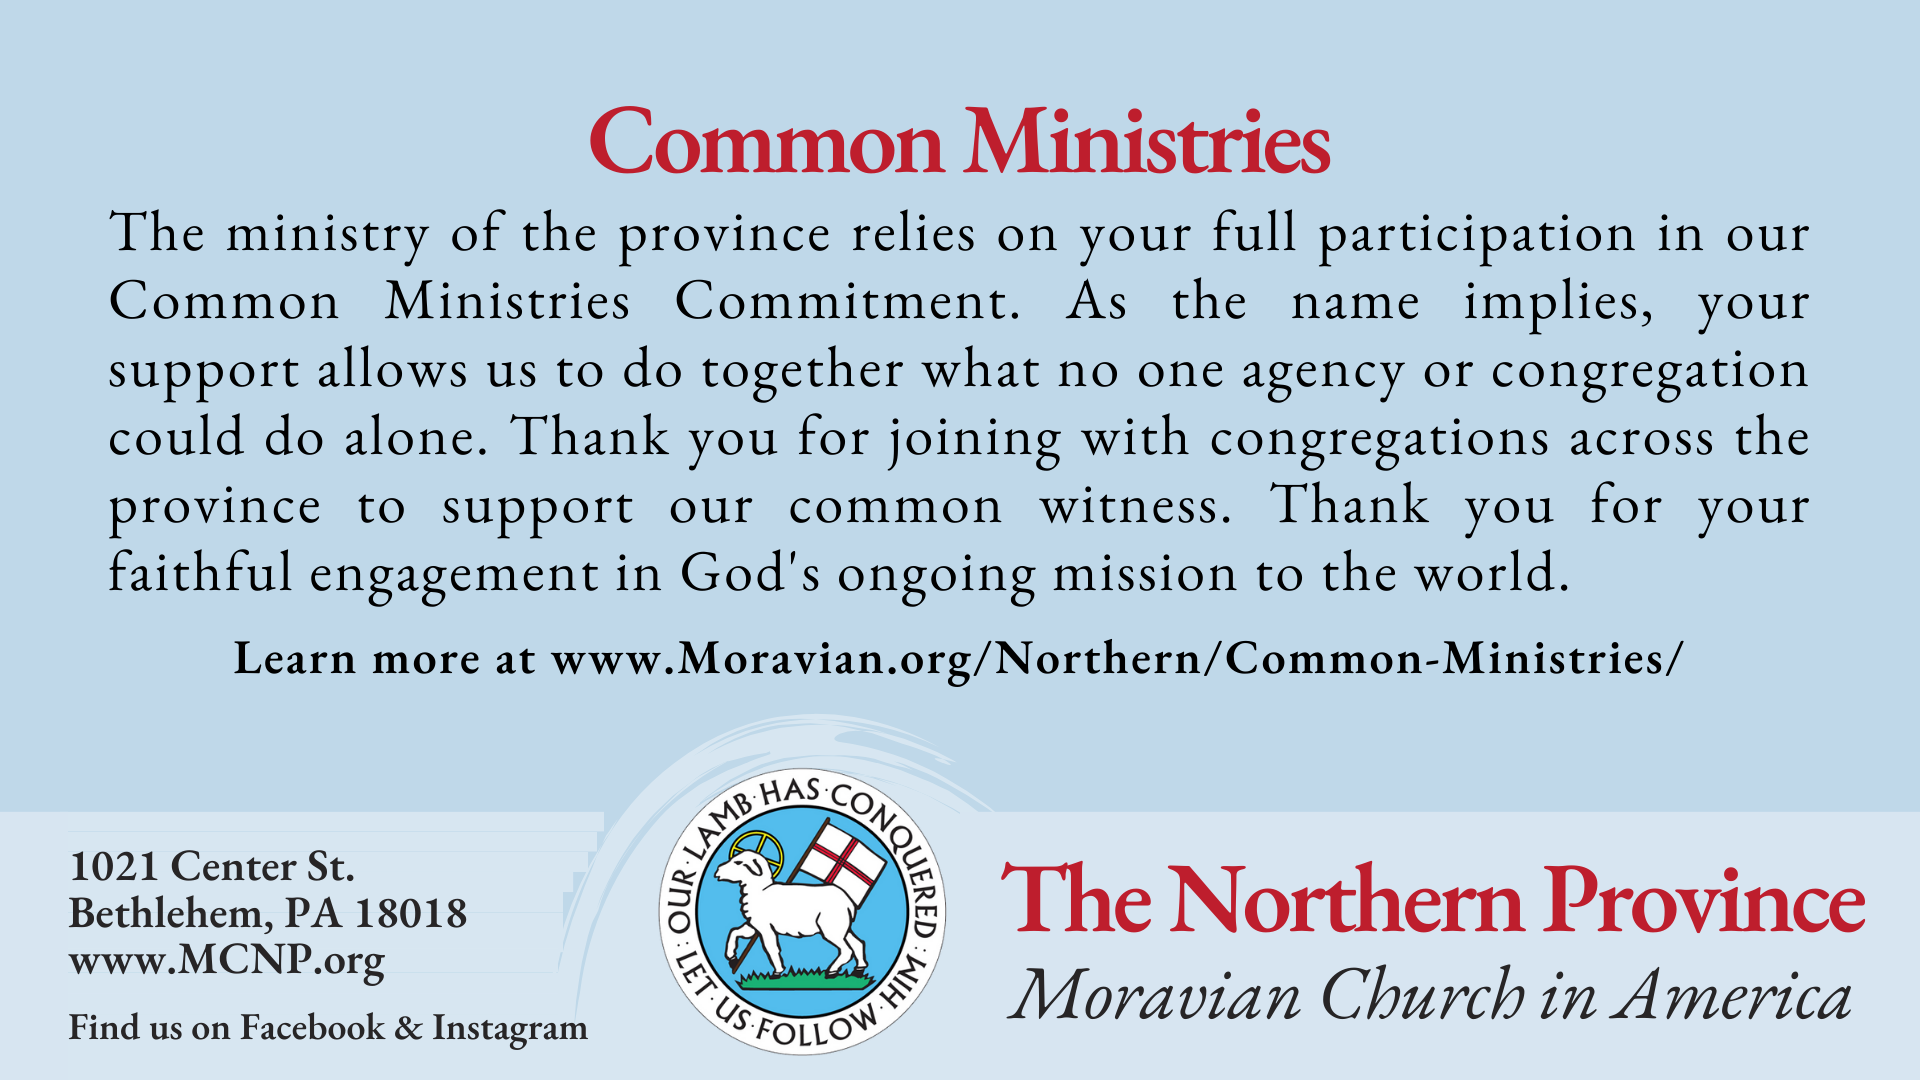 Common Ministries
The ministry of the province relies on your full participation in our
Common Ministries Commitment. As the name implies, your
support allows us to do together what no one agency or congregation
could do alone. Thank you for joining with congregations across the
province to support our common witness. Thank you for your
faithful engagement in God's ongoing mission to the world.
Learn more at www.Moravian.org/Northern/Common-Ministries/
1021 Center St.
Bethlehem, PA 18018
www.MCNP.org
Find us on Facebook & Instagram
OUR · LAMB · HAS · CONQUERED : LET · US · FOLLOW · HIM :
The Northern Province
Moravian Church in America